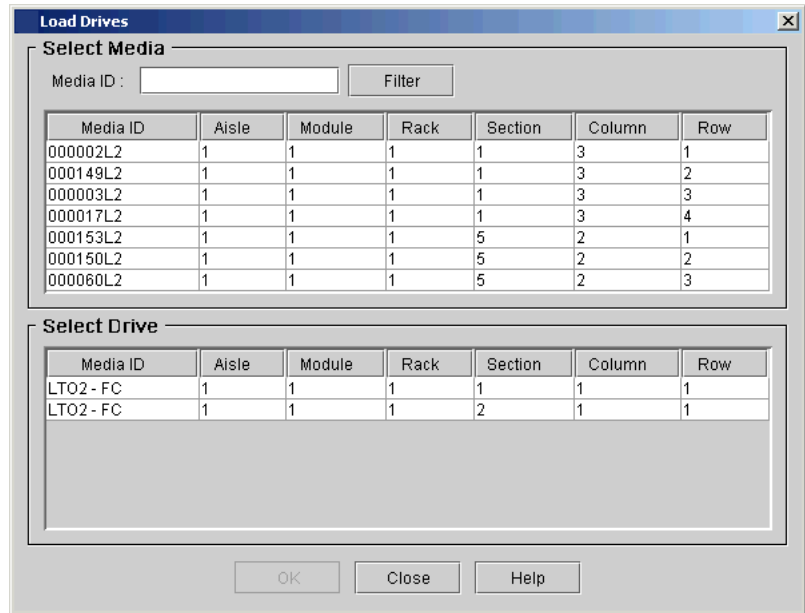 Load Drives
Select Media
Media ID : Filter
Media ID Aisle Module Rack Section Column Row
000002L2 1 1 1 1 3 1
000149L2 1 1 1 1 3 2
000003L2 1 1 1 1 3 3
000017L2 1 1 1 1 3 4
000153L2 1 1 1 5 2 1
000150L2 1 1 1 5 2 2
000060L2 1 1 1 5 2 3
Select Drive
Media ID Aisle Module Rack Section Column Row
LTO2 - FC 1 1 1 1 1 1
LTO2 - FC 1 1 1 2 1 1
OK Close Help